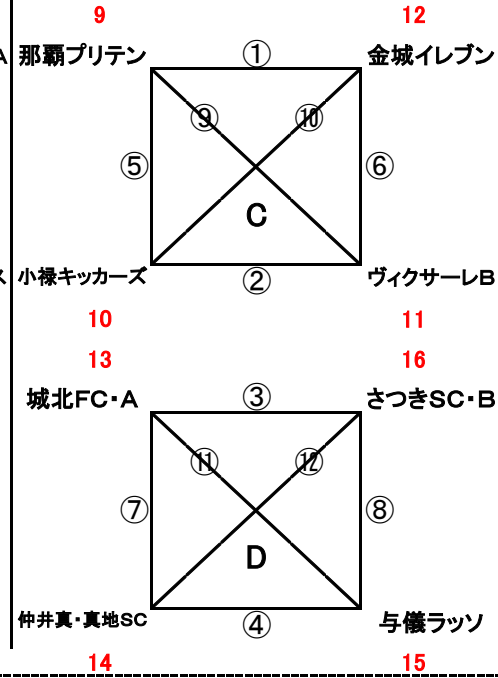 9 12
A 那覇プリテン ① 金城イレブン
⑨ ⑩
⑤ ⑥
C
ス 小禄キッカーズ ② ヴィクサーレB
10 11
13 16
城北FC・A ③ さつきSC・B
⑪ ⑫
⑦ ⑧
D
仲井真・真地SC ④ 与儀ラッソ
14 15